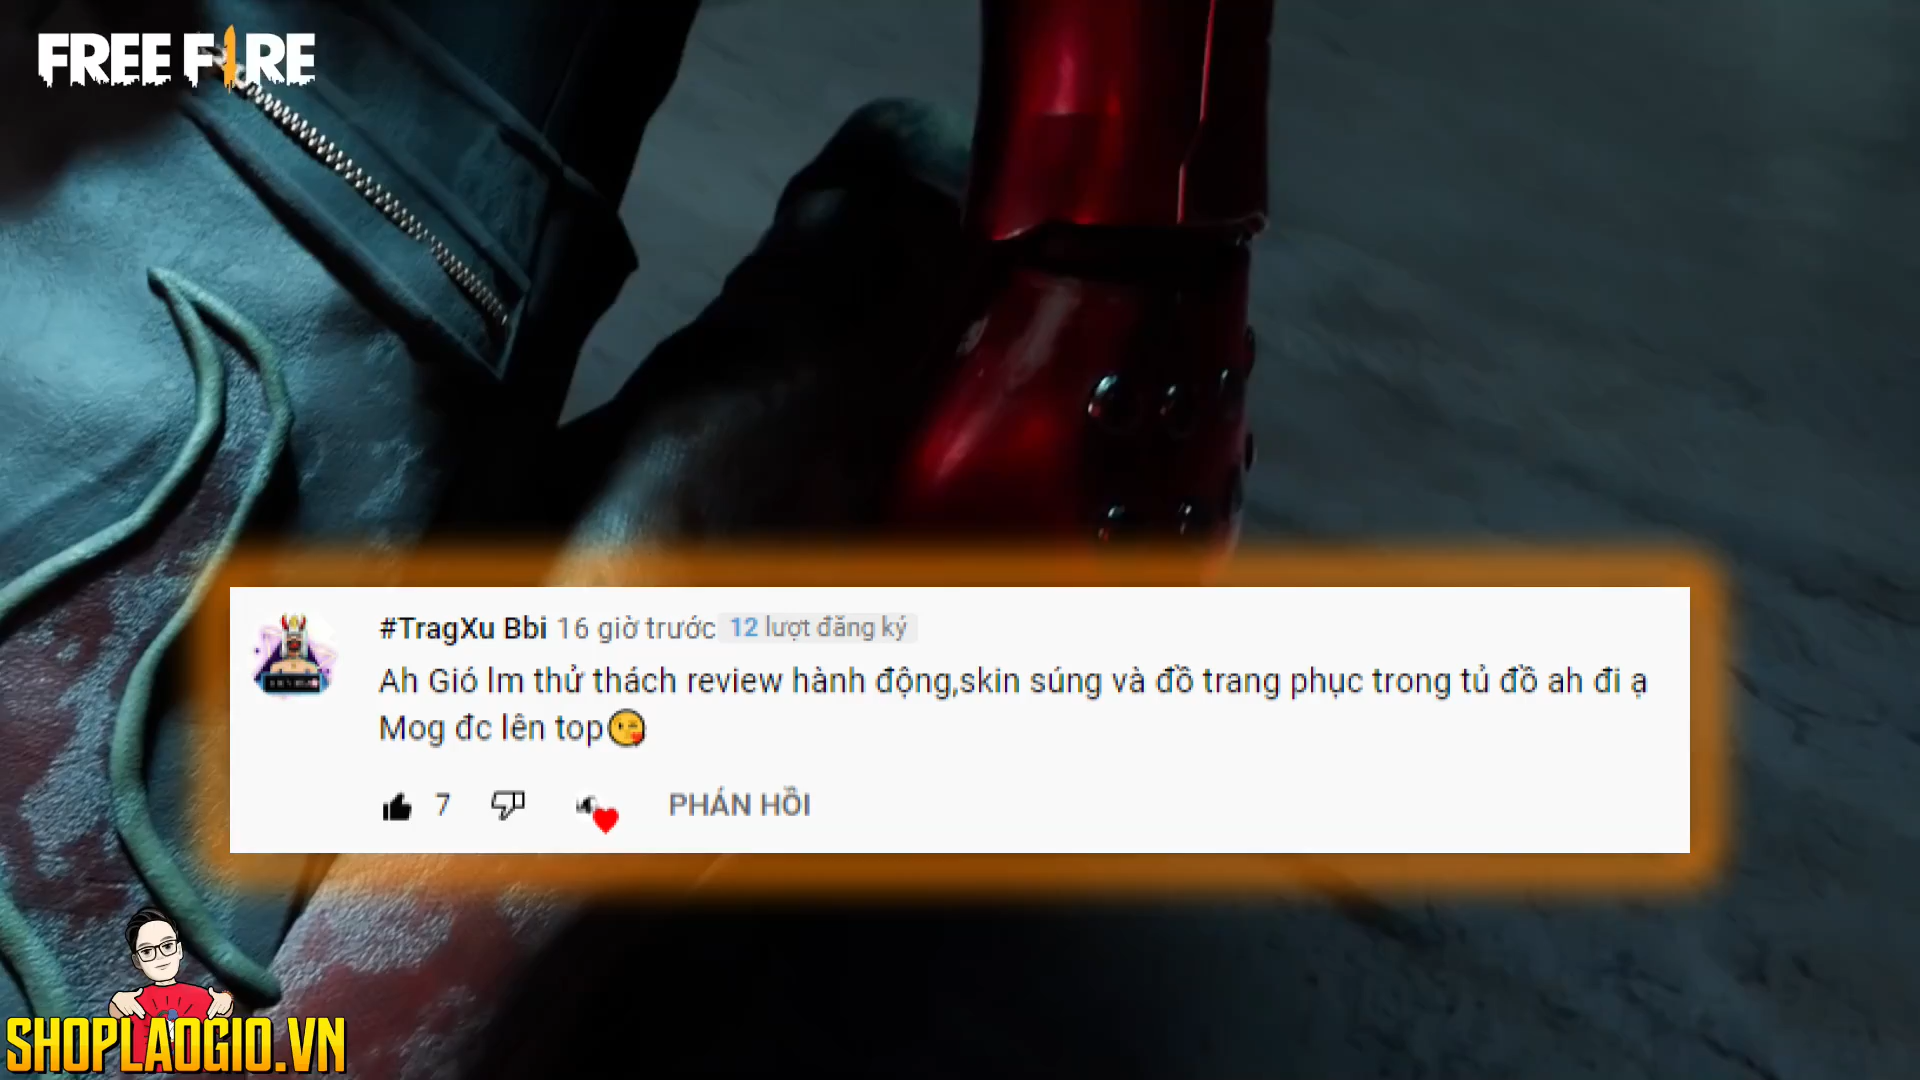 FREE FIRE
#TragXu Bbi 16 giờ trước 12 lượt đăng ký
Ah Gió lm thử thách review hành động,skin súng và đồ trang phục trong tủ đồ ah đi ạ
Mog đc lên top😘
7 PHẢN HỒI
SHOPLAOGIO.VN